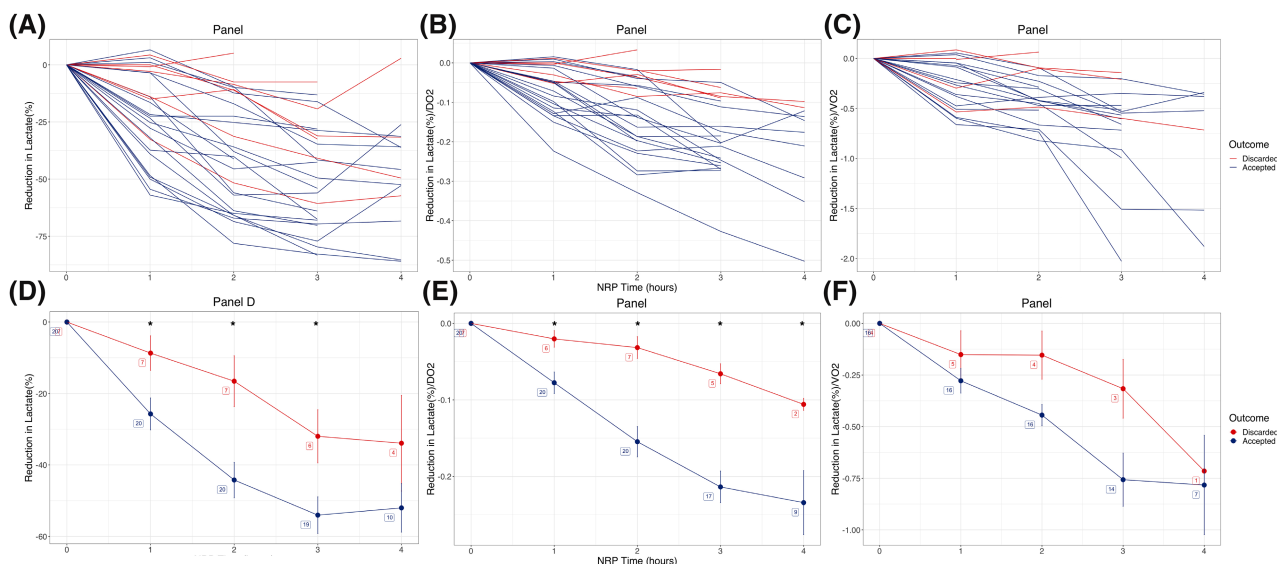 (A)
Panel
Reduction in Lactate(%)
0
-25
-50
-75
0
1
2
3
4
(B)
Panel
Reduction in Lactate(%)/DO2
0.0
-0.1
-0.2
-0.3
-0.4
-0.5
0
1
2
3
4
NRP Time (hours)
(C)
Panel
Reduction in Lactate(%)/VO2
0.0
-0.5
-1.0
-1.5
-2.0
0
1
2
3
4
Outcome
Discarded
Accepted
(D)
Panel D
Reduction in Lactate(%)
0
-20
-40
-60
* * *
7
7
6
4
20
20
19
10
0
1
2
3
4
(E)
Panel
Reduction in Lactate(%)/DO2
0.0
-0.1
-0.2
* * * *
6
7
5
2
20
20
17
9
0
1
2
3
4
NRP Time (hours)
(F)
Panel
Reduction in Lactate(%)/VO2
0.00
-0.25
-0.50
-0.75
-1.00
5
4
3
1
16
16
14
7
0
1
2
3
4
Outcome
Discarded
Accepted